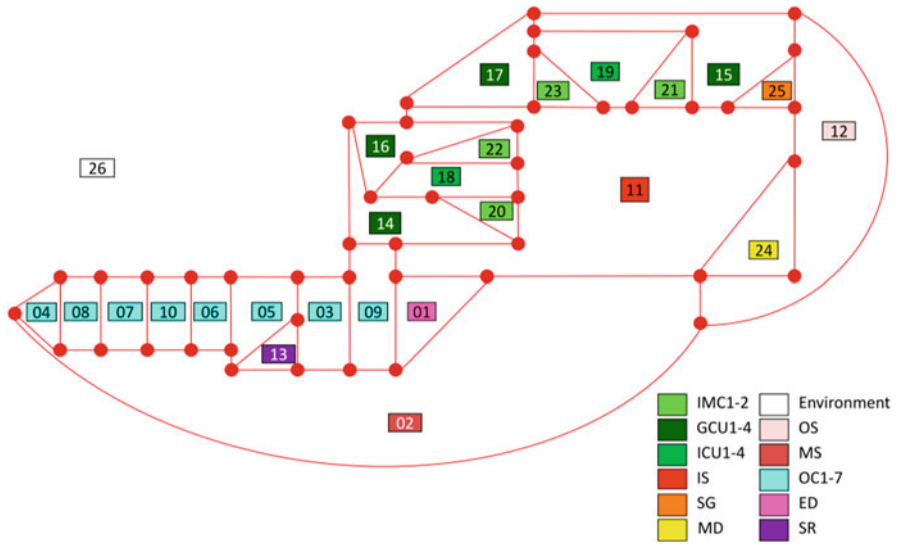 17
23
19
21
15
25
12
16
22
18
20
14
26
11
24
04
08
07
10
06
05
03
09
01
13
02
IMC1-2
Environment
GCU1-4
OS
ICU1-4
MS
IS
OC1-7
SG
ED
MD
SR